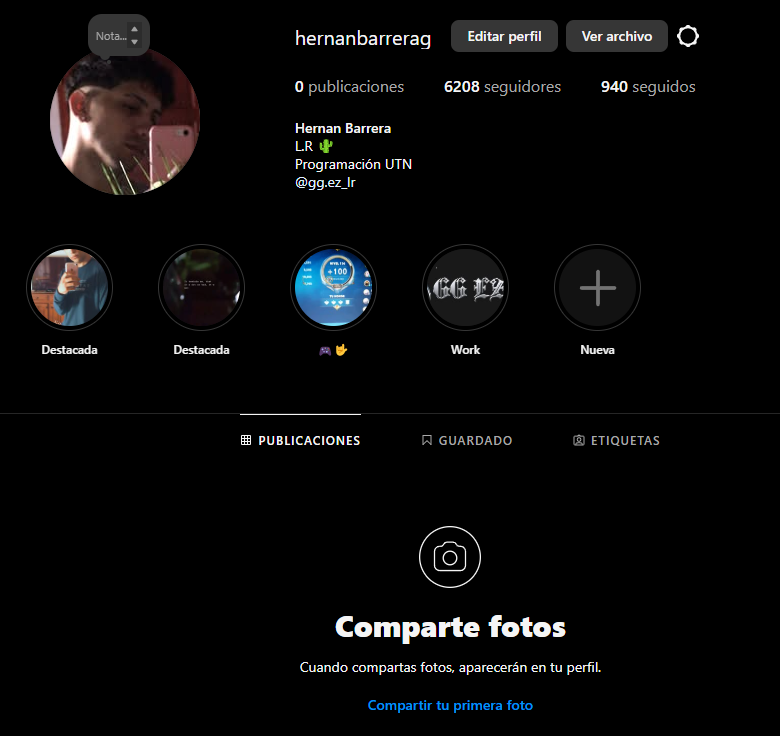 Nota...
hernanbarrerag Editar perfil Ver archivo
0 publicaciones 6208 seguidores 940 seguidos
Hernan Barrera
L.R 🌵
Programación UTN
@gg.ez_lr
+100
GG EZ
Destacada Destacada 🎮🤟 Work Nueva
PUBLICACIONES GUARDADO ETIQUETAS
Comparte fotos
Cuando compartas fotos, aparecerán en tu perfil.
Compartir tu primera foto